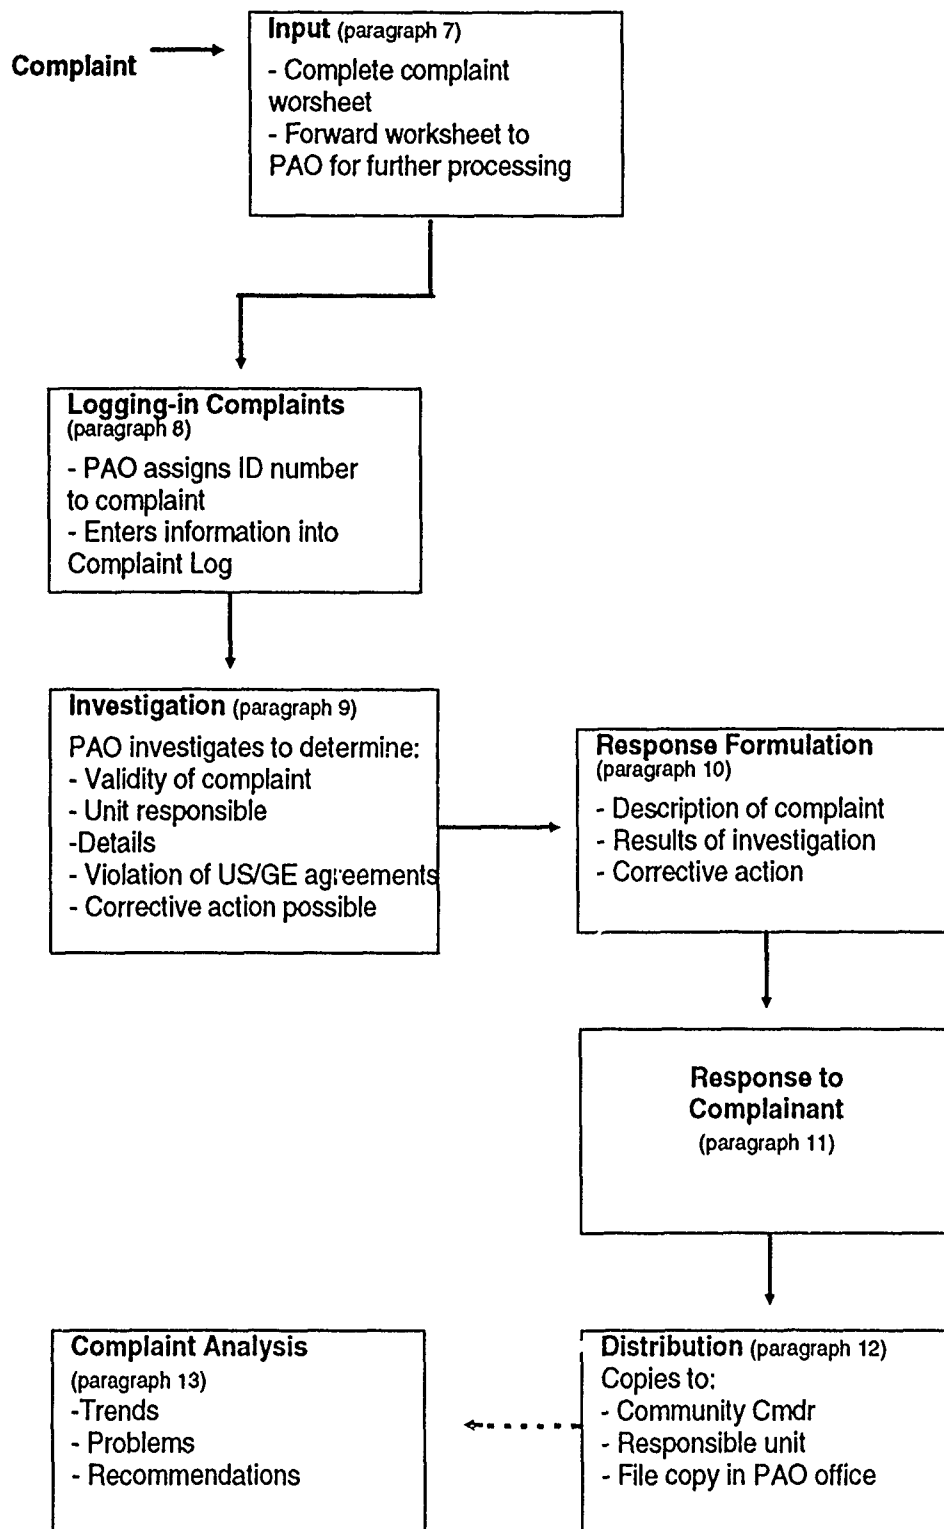 Complaint
Input (paragraph 7)
- Complete complaint
worsheet
- Forward worksheet to
PAO for further processing
Logging-in Complaints
(paragraph 8)
- PAO assigns ID number
to complaint
- Enters information into
Complaint Log
Investigation (paragraph 9)
PAO investigates to determine:
- Validity of complaint
- Unit responsible
-Details
- Violation of US/GE agreements
- Corrective action possible
Response Formulation
(paragraph 10)
- Description of complaint
- Results of investigation
- Corrective action
Response to
Complainant
(paragraph 11)
Distribution (paragraph 12)
Copies to:
- Community Cmdr
- Responsible unit
- File copy in PAO office
Complaint Analysis
(paragraph 13)
-Trends
- Problems
- Recommendations